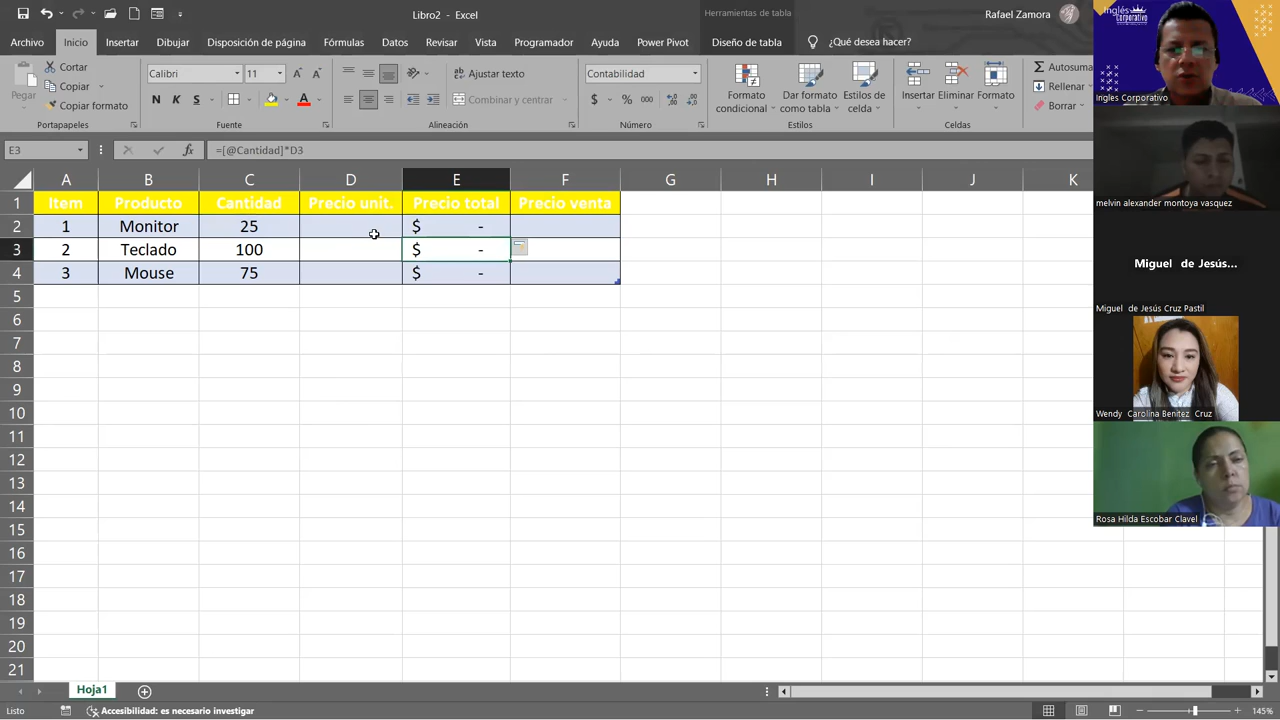 Libro2 - Excel
Herramientas de tabla
Rafael Zamora
Archivo Inicio Insertar Dibujar Disposición de página Fórmulas Datos Revisar Vista Programador Ayuda Power Pivot Diseño de tabla ¿Qué desea hacer?
Pegar
Cortar
Copiar
Copiar formato
Portapapeles
Calibri 11
N K S
Fuente
Ajustar texto
Combinar y centrar
Alineación
Contabilidad
$ % 000
Número
Formato condicional
Dar formato como tabla
Estilos de celda
Estilos
Insertar Eliminar Formato
Celdas
Autosuma
Rellenar
Borrar
E3 =[@Cantidad]*D3
A B C D E F G H I J K
1 Item Producto Cantidad Precio unit. Precio total Precio venta
2 1 Monitor 25 $ -
3 2 Teclado 100 $ -
4 3 Mouse 75 $ -
5
6
7
8
9
10
11
12
13
14
15
16
17
18
19
20
21
Hoja1
Listo Accesibilidad: es necesario investigar 145%
Inglés Corporativo
Ingles Corporativo
melvin alexander montoya vasquez
Miguel de Jesús...
Miguel de Jesús Cruz Pastil
Wendy Carolina Benitez Cruz
Rosa Hilda Escobar Clavel